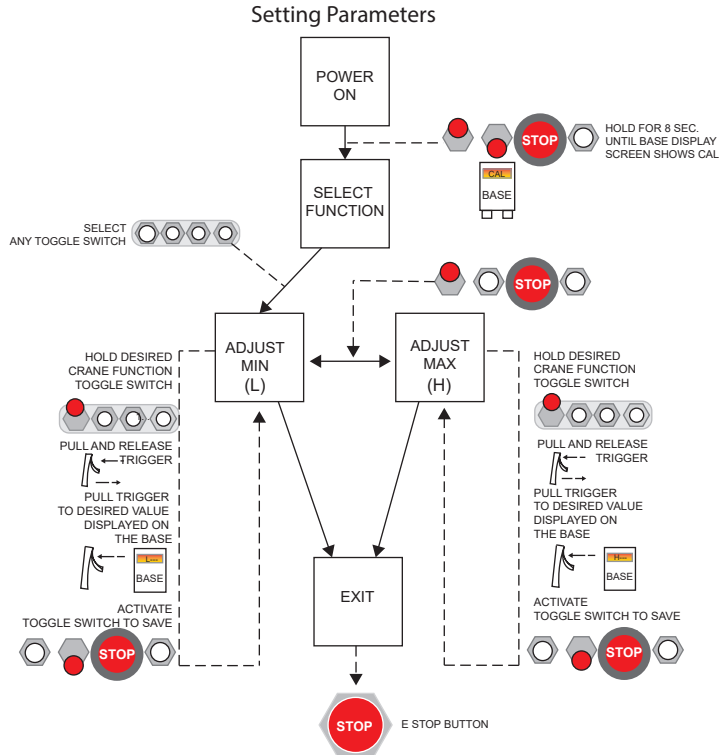 Setting Parameters
POWER
ON
STOP
HOLD FOR 8 SEC.
UNTIL BASE DISPLAY
SCREEN SHOWS CAL
CAL
BASE
SELECT
FUNCTION
SELECT
ANY TOGGLE SWITCH
STOP
ADJUST
MIN
(L)
ADJUST
MAX
(H)
HOLD DESIRED
CRANE FUNCTION
TOGGLE SWITCH
PULL AND RELEASE
TRIGGER
PULL TRIGGER
TO DESIRED VALUE
DISPLAYED ON
THE BASE
L---
BASE
ACTIVATE
TOGGLE SWITCH TO SAVE
STOP
HOLD DESIRED
CRANE FUNCTION
TOGGLE SWITCH
PULL AND RELEASE
TRIGGER
PULL TRIGGER
TO DESIRED VALUE
DISPLAYED ON
THE BASE
H---
BASE
ACTIVATE
TOGGLE SWITCH TO SAVE
STOP
EXIT
STOP
E STOP BUTTON